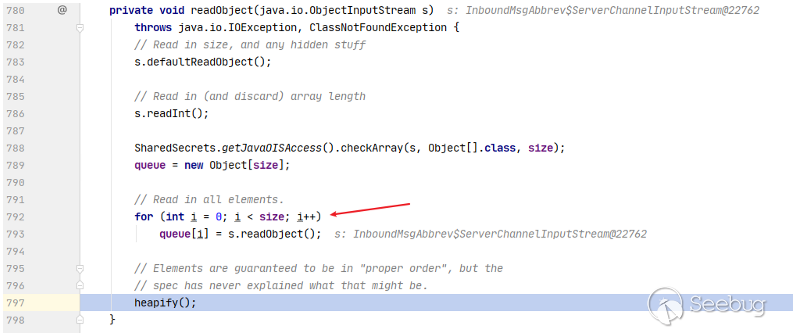 780 @ private void readObject(java.io.ObjectInputStream s) s: InboundMsgAbbrev$ServerChannelInputStream@22762
781 throws java.io.IOException, ClassNotFoundException {
782 // Read in size, and any hidden stuff
783 s.defaultReadObject();
784
785 // Read in (and discard) array length
786 s.readInt();
787
788 SharedSecrets.getJavaOISAccess().checkArray(s, Object[].class, size);
789 queue = new Object[size];
790
791 // Read in all elements.
792 for (int i = 0; i < size; i++)
793 queue[i] = s.readObject(); s: InboundMsgAbbrev$ServerChannelInputStream@22762
794
795 // Elements are guaranteed to be in "proper order", but the
796 // spec has never explained what that might be.
797 heapify();
798 }
Seebug